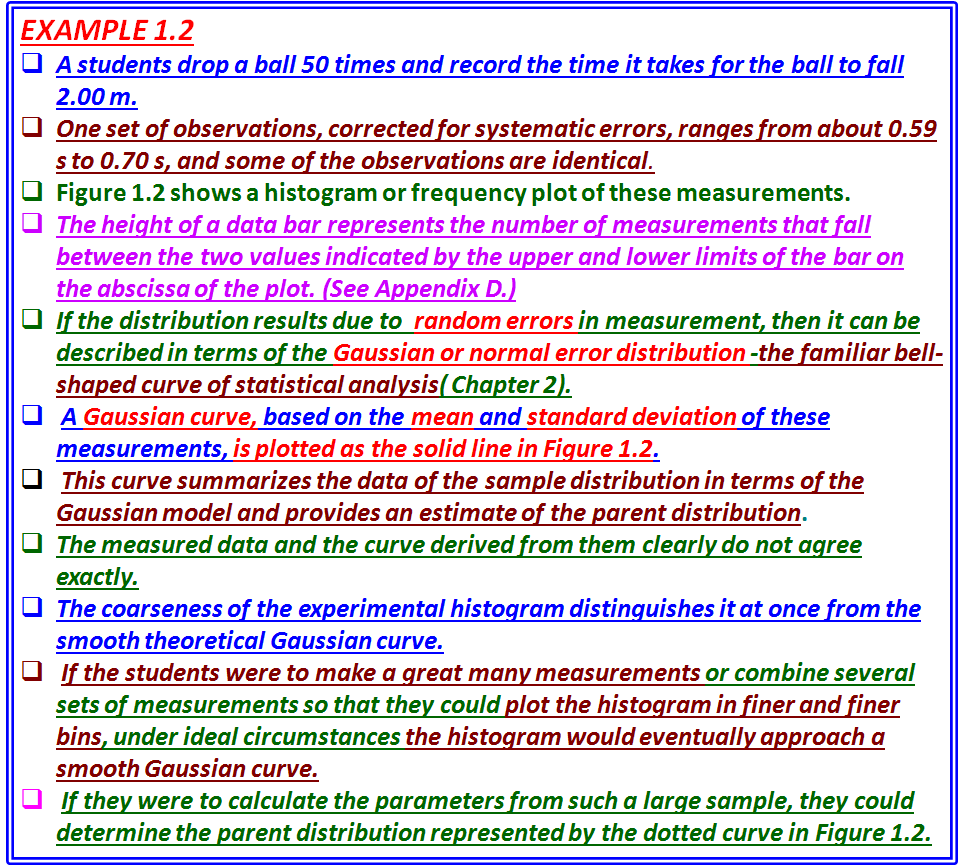 EXAMPLE 1.2
❑ A students drop a ball 50 times and record the time it takes for the ball to fall
2.00 m.
❑ One set of observations, corrected for systematic errors, ranges from about 0.59
s to 0.70 s, and some of the observations are identical.
❑ Figure 1.2 shows a histogram or frequency plot of these measurements.
❑ The height of a data bar represents the number of measurements that fall
between the two values indicated by the upper and lower limits of the bar on
the abscissa of the plot. (See Appendix D.)
❑ If the distribution results due to random errors in measurement, then it can be
described in terms of the Gaussian or normal error distribution -the familiar bell-
shaped curve of statistical analysis( Chapter 2).
❑ A Gaussian curve, based on the mean and standard deviation of these
measurements, is plotted as the solid line in Figure 1.2.
❑ This curve summarizes the data of the sample distribution in terms of the
Gaussian model and provides an estimate of the parent distribution.
❑ The measured data and the curve derived from them clearly do not agree
exactly.
❑ The coarseness of the experimental histogram distinguishes it at once from the
smooth theoretical Gaussian curve.
❑ If the students were to make a great many measurements or combine several
sets of measurements so that they could plot the histogram in finer and finer
bins, under ideal circumstances the histogram would eventually approach a
smooth Gaussian curve.
❑ If they were to calculate the parameters from such a large sample, they could
determine the parent distribution represented by the dotted curve in Figure 1.2.